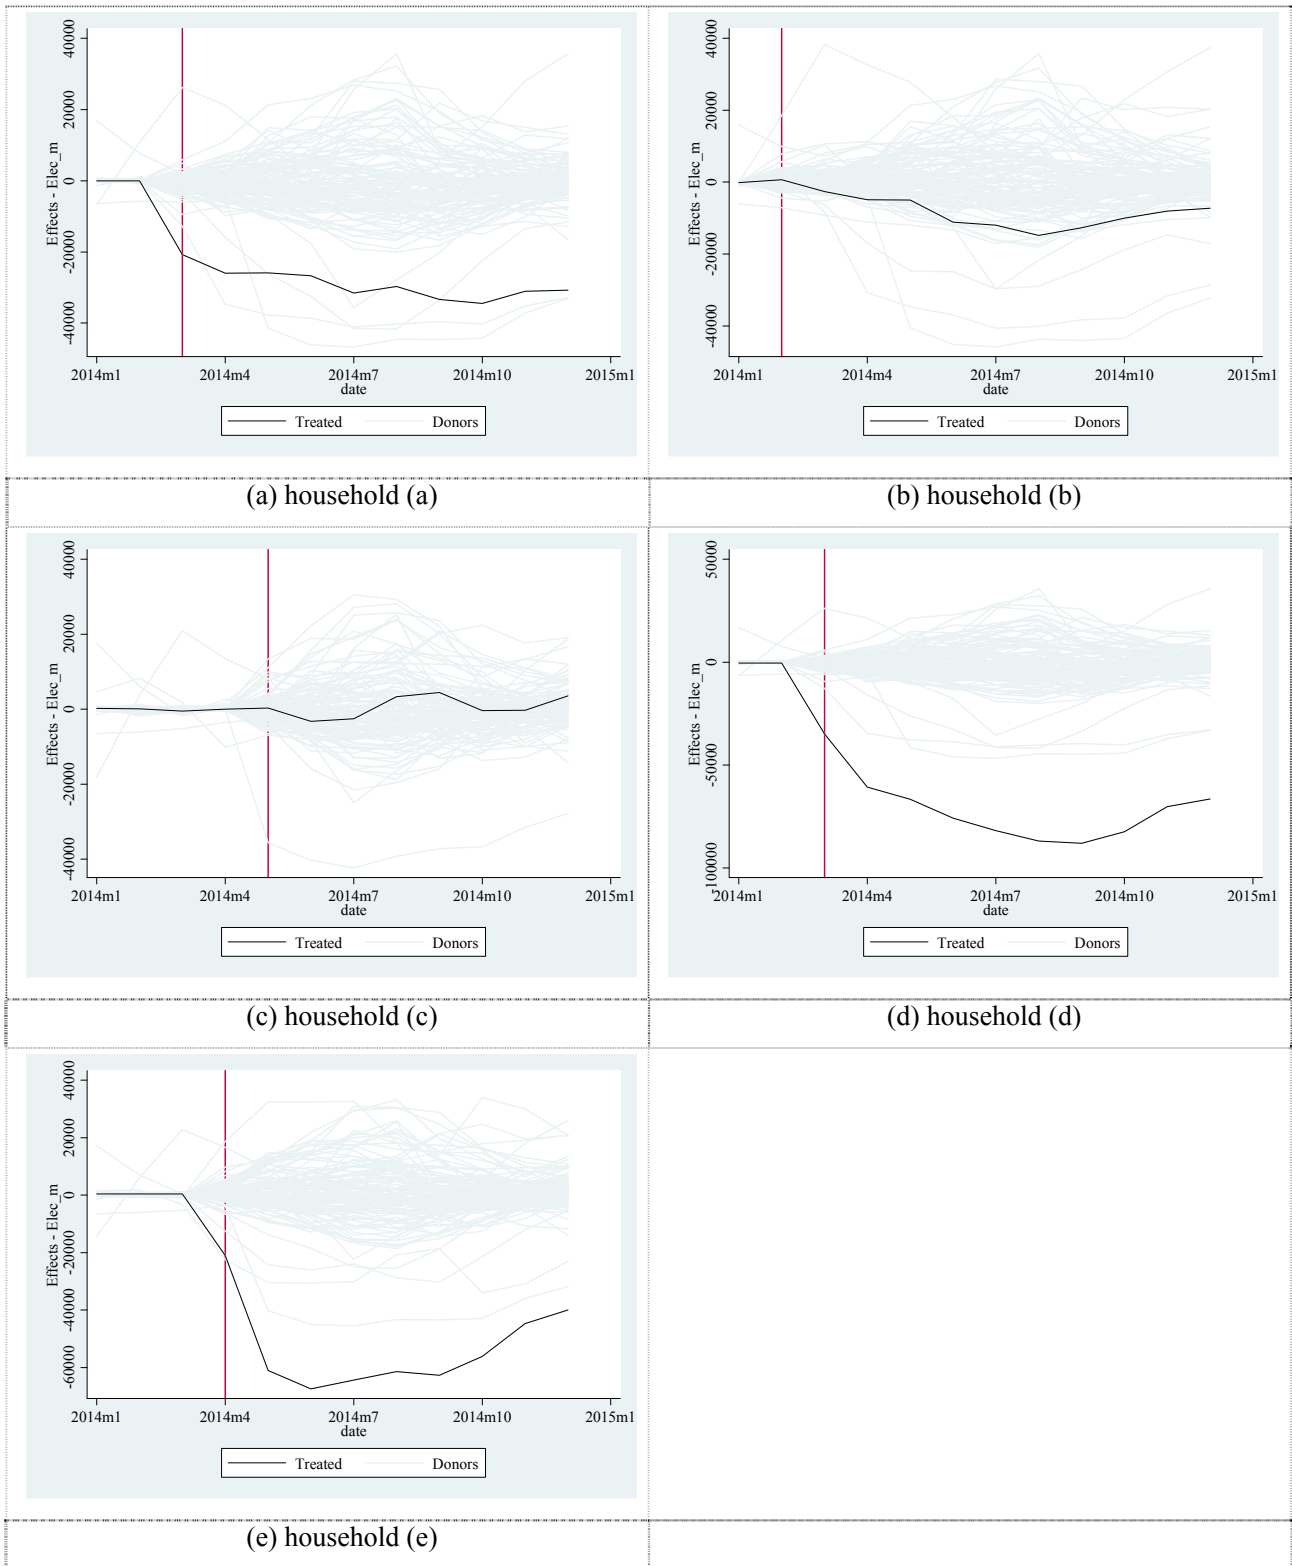 40000
20000
0
-20000
-40000
Effects - Elec_m
2014m1 2014m4 2014m7 2014m10 2015m1
date
Treated Donors
40000
20000
0
-20000
-40000
Effects - Elec_m
2014m1 2014m4 2014m7 2014m10 2015m1
date
Treated Donors
(a) household (a)
(b) household (b)
40000
20000
0
-20000
-40000
Effects - Elec_m
2014m1 2014m4 2014m7 2014m10 2015m1
date
Treated Donors
50000
0
-50000
-100000
Effects - Elec_m
2014m1 2014m4 2014m7 2014m10 2015m1
date
Treated Donors
(c) household (c)
(d) household (d)
40000
20000
0
-20000
-40000
-60000
Effects - Elec_m
2014m1 2014m4 2014m7 2014m10 2015m1
date
Treated Donors
(e) household (e)